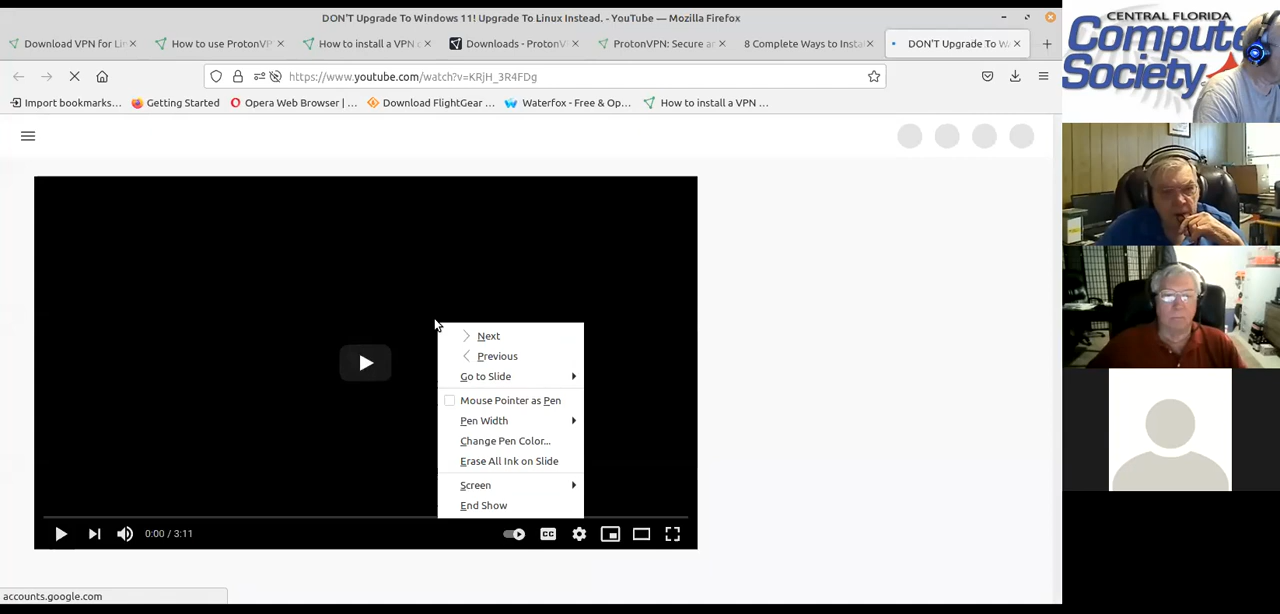 DON'T Upgrade To Windows 11! Upgrade To Linux Instead. - YouTube — Mozilla Firefox
Download VPN for Lin
How to use ProtonVP
How to install a VPN c
Downloads - ProtonV
ProtonVPN: Secure an
8 Complete Ways to Insta
DON'T Upgrade To W
https://www.youtube.com/watch?v=KRjH_3R4FDg
Import bookmarks...
Getting Started
Opera Web Browser | ...
Download FlightGear ...
Waterfox - Free & Op...
How to install a VPN ...
Next
Previous
Go to Slide
Mouse Pointer as Pen
Pen Width
Change Pen Color...
Erase All Ink on Slide
Screen
End Show
0:00 / 3:11
CC
accounts.google.com
CENTRAL FLORIDA
Compute
Society